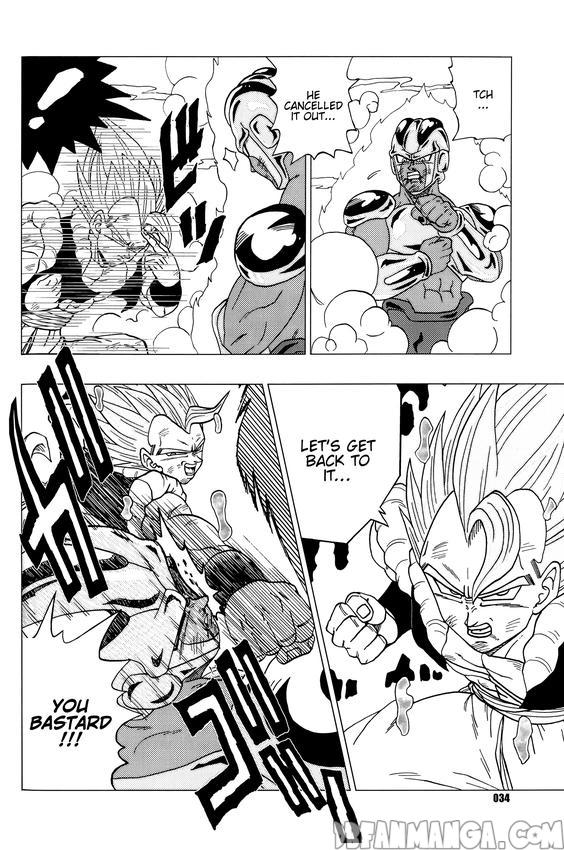 TCH
...
HE
CANCELLED
IT OUT...
LET'S GET
BACK TO
IT...
YOU
BASTARD
!!!
034
DBFANMANGA.COM